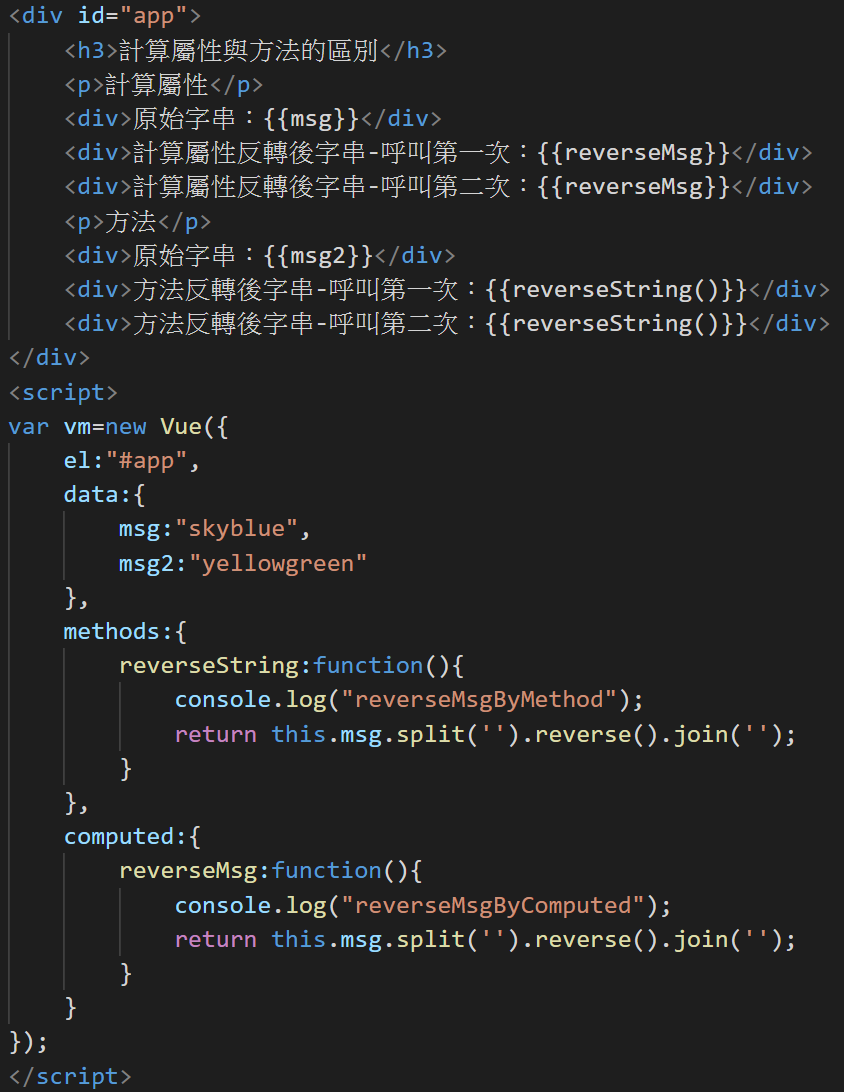 <div id="app">
    <h3>計算屬性與方法的區別</h3>
    <p>計算屬性</p>
    <div>原始字串：{{msg}}</div>
    <div>計算屬性反轉後字串-呼叫第一次：{{reverseMsg}}</div>
    <div>計算屬性反轉後字串-呼叫第二次：{{reverseMsg}}</div>
    <p>方法</p>
    <div>原始字串：{{msg2}}</div>
    <div>方法反轉後字串-呼叫第一次：{{reverseString()}}</div>
    <div>方法反轉後字串-呼叫第二次：{{reverseString()}}</div>
</div>
<script>
var vm=new Vue({
    el:"#app",
    data:{
        msg:"skyblue",
        msg2:"yellowgreen"
    },
    methods:{
        reverseString:function(){
            console.log("reverseMsgByMethod");
            return this.msg.split('').reverse().join('');
        }
    },
    computed:{
        reverseMsg:function(){
            console.log("reverseMsgByComputed");
            return this.msg.split('').reverse().join('');
        }
    }
});
</script>